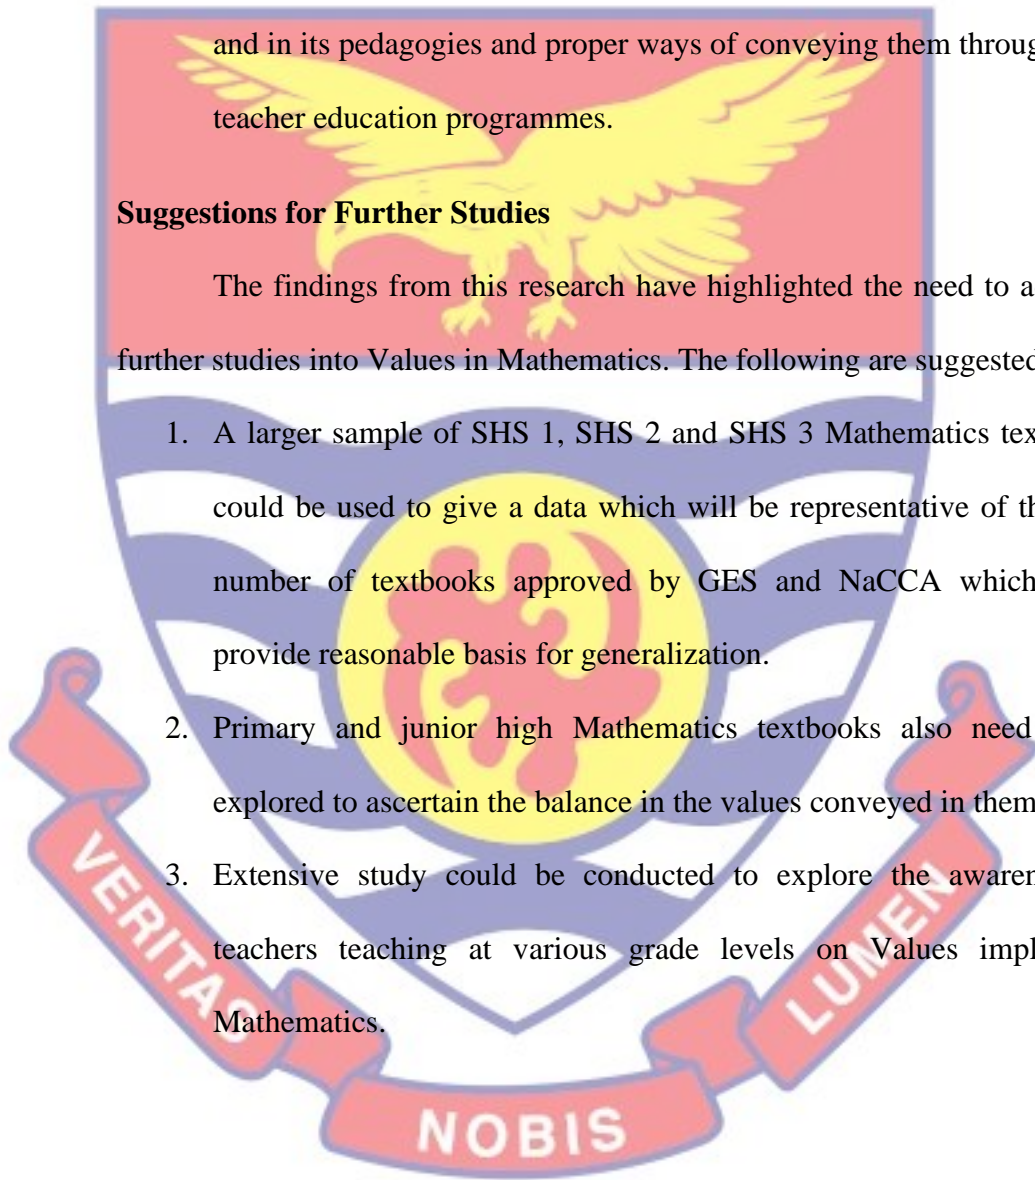 and in its pedagogies and proper ways of conveying them throug
teacher education programmes.
Suggestions for Further Studies
The findings from this research have highlighted the need to a
further studies into Values in Mathematics. The following are suggested
1. A larger sample of SHS 1, SHS 2 and SHS 3 Mathematics tex
could be used to give a data which will be representative of th
number of textbooks approved by GES and NaCCA which
provide reasonable basis for generalization.
2. Primary and junior high Mathematics textbooks also need
explored to ascertain the balance in the values conveyed in them
3. Extensive study could be conducted to explore the awaren
teachers teaching at various grade levels on Values impl
Mathematics.
VERITAS
NOBIS
LUMEN